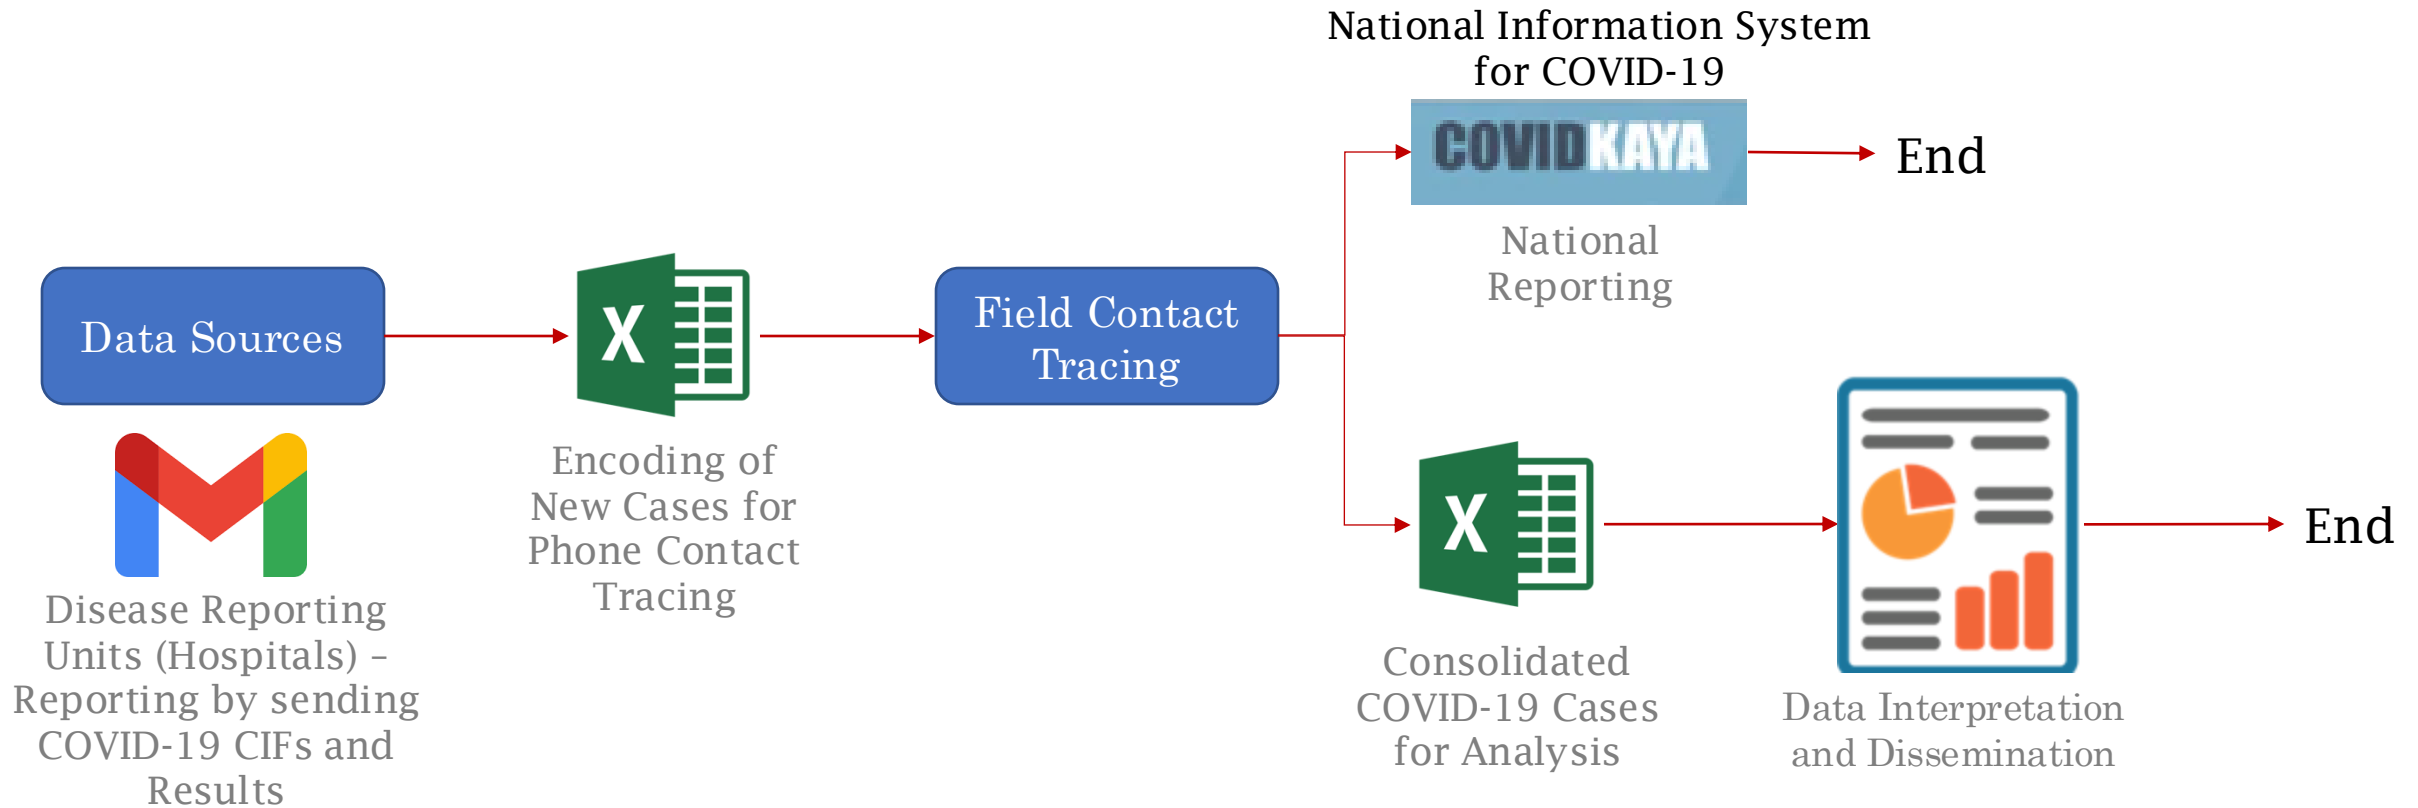 National Information System
for COVID-19
COVIDKAYA
End
National
Reporting
Data Sources
X
Field Contact
Tracing
Disease Reporting
Units (Hospitals) –
Reporting by sending
COVID-19 CIFs and
Results
Encoding of
New Cases for
Phone Contact
Tracing
X
Consolidated
COVID-19 Cases
for Analysis
Data Interpretation
and Dissemination
End